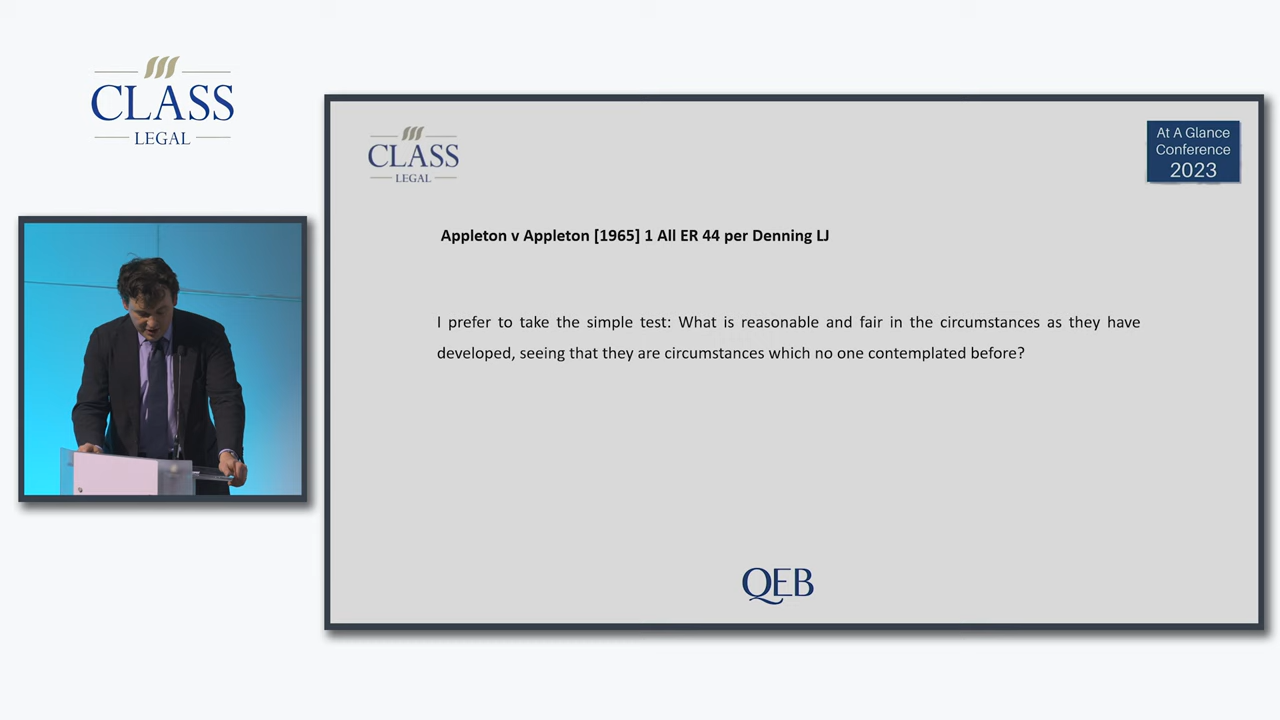 CLASS
LEGAL
CLASS
LEGAL
At A Glance
Conference
2023
Appleton v Appleton [1965] 1 All ER 44 per Denning LJ
I prefer to take the simple test: What is reasonable and fair in the circumstances as they have
developed, seeing that they are circumstances which no one contemplated before?
QEB